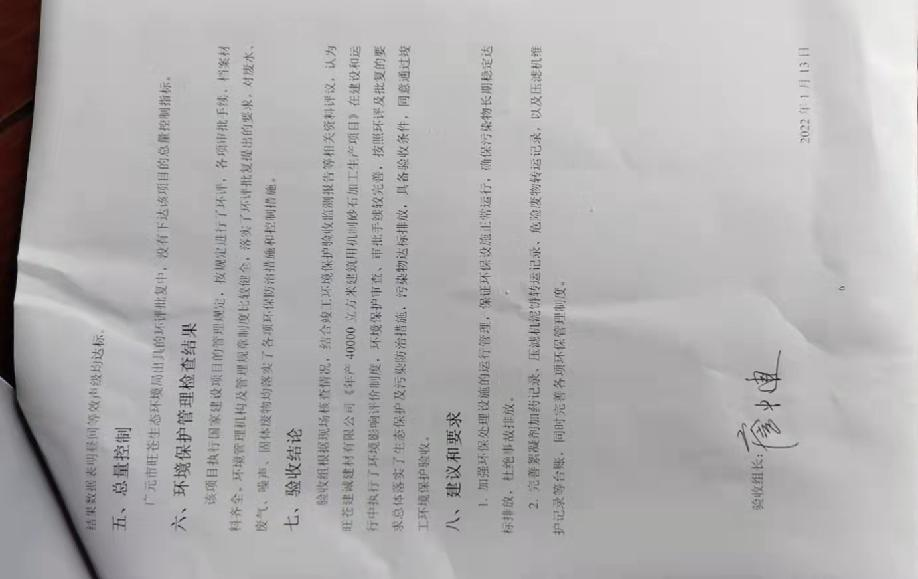 结果数据表明昼间等效声级均达标。
五、总量控制
广元市旺苍生态环境局出具的环评批复中，没有下达该项目的总量控制指标。
六、环境保护管理检查结果
该项目执行国家建设项目的管理规定，按规定进行了环评，各项审批手续、档案材
料齐全，环境管理机构及管理规章制度比较健全，落实了环评批复提出的要求，对废水、
废气、噪声、固体废物均落实了各项环保防治措施和控制措施。
七、验收结论
验收组根据现场核查情况，结合竣工环境保护验收监测报告等相关资料评议，认为
旺苍建诚建材有限公司《年产 40000 立方米建筑用机制砂石加工生产项目》在建设和运
行中执行了环境影响评价制度，环境保护审查、审批手续较完善，按照环评及批复的要
求总体落实了生态保护及污染防治措施，污染物达标排放，具备验收条件，同意通过竣
工环境保护验收。
八、建议和要求
1. 加强环保处理设施的运行管理，保证环保设施正常运行，确保污染物长期稳定达
标排放，杜绝事故排放。
2. 完善絮凝剂加药记录、压滤机泥饼转运记录、危险废物转运记录，以及压滤机维
护记录等台账，同时完善各项环保管理制度。
验收组长：
2022 年 1 月 13 日
6